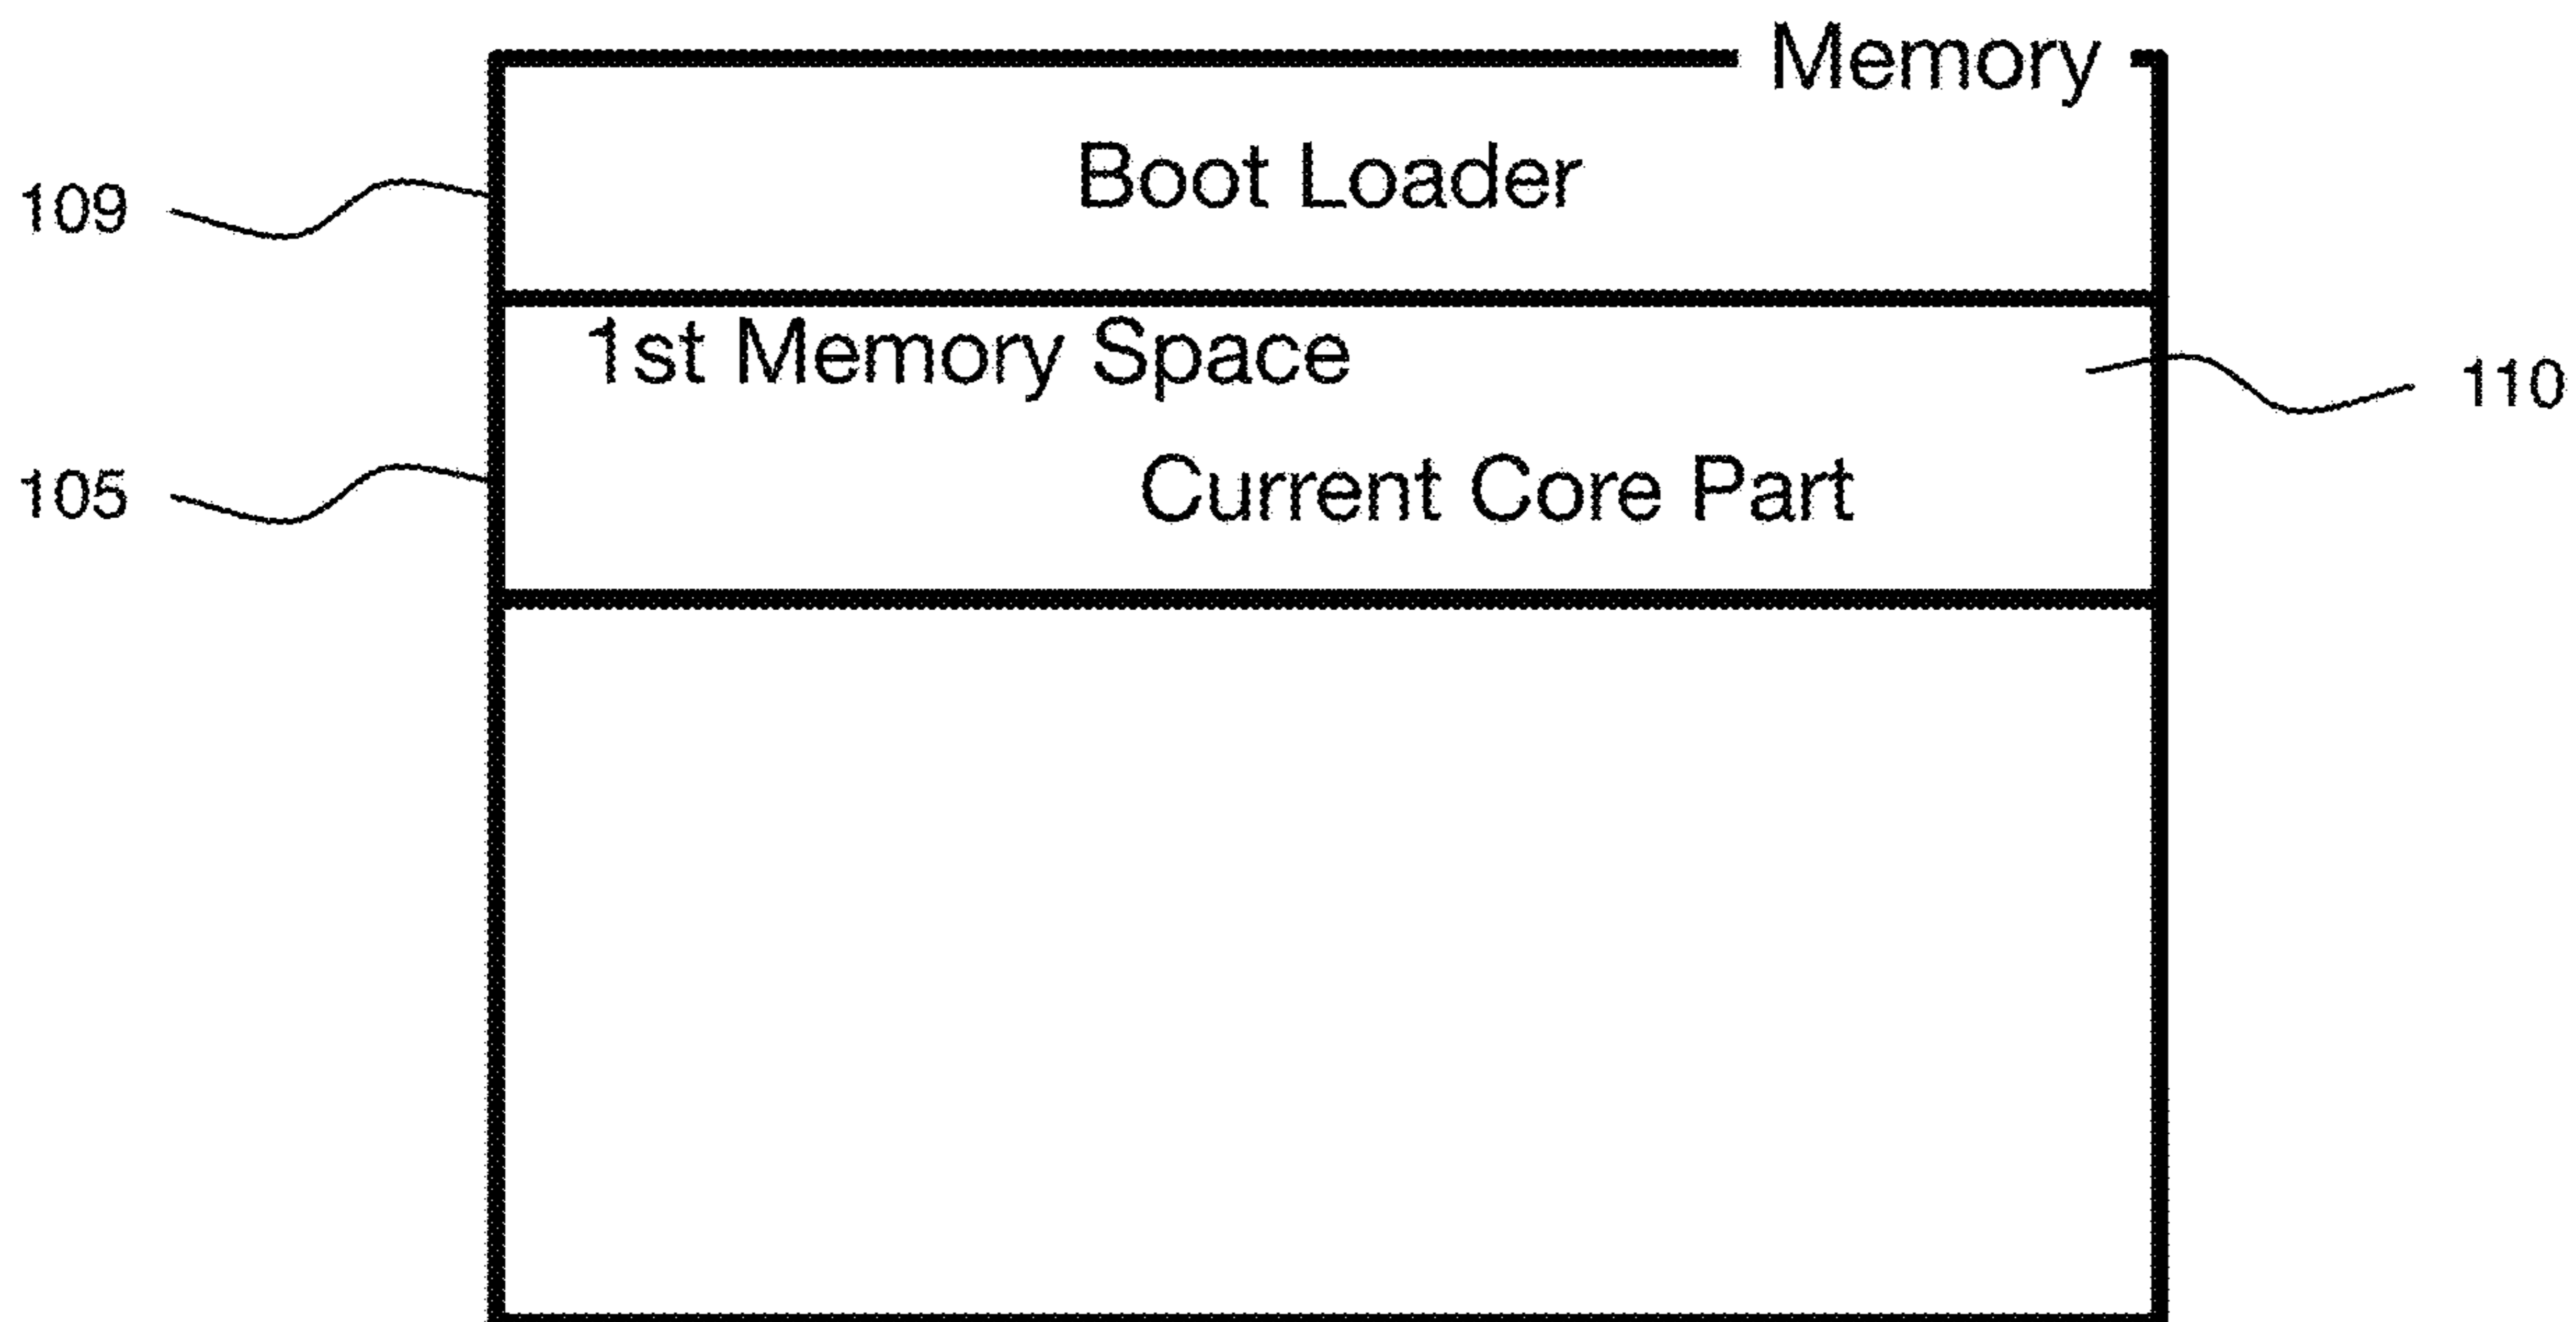 Memory
Boot Loader
109
1st Memory Space
110
105
Current Core Part